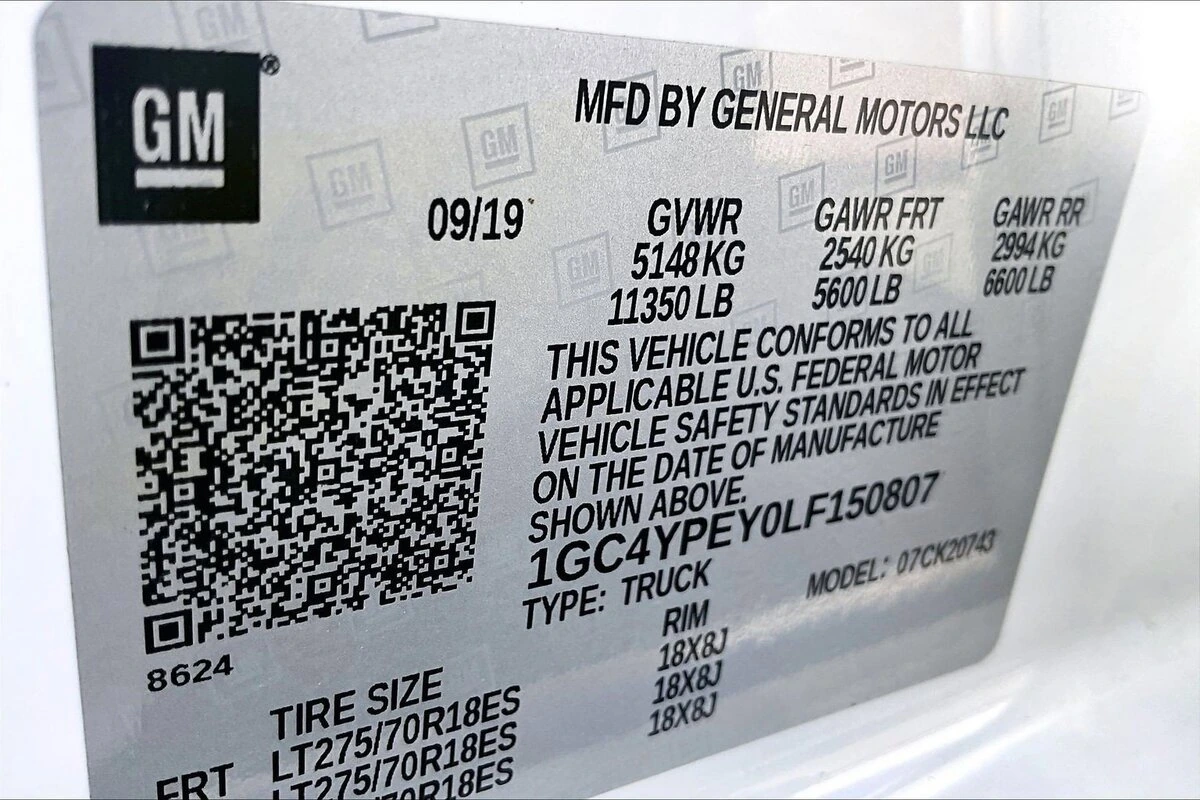 GM®
MFD BY GENERAL MOTORS LLC
09/19
GVWR GAWR FRT GAWR RR
5148 KG 2540 KG 2994 KG
11350 LB 5600 LB 6600 LB
THIS VEHICLE CONFORMS TO ALL
APPLICABLE U.S. FEDERAL MOTOR
VEHICLE SAFETY STANDARDS IN EFFECT
ON THE DATE OF MANUFACTURE
SHOWN ABOVE.
1GC4YPEY0LF150807
TYPE: TRUCK MODEL: 07CK20743
8624
TIRE SIZE RIM
FRT LT275/70R18ES 18X8J
LT275/70R18ES 18X8J
LT275/70R18ES 18X8J